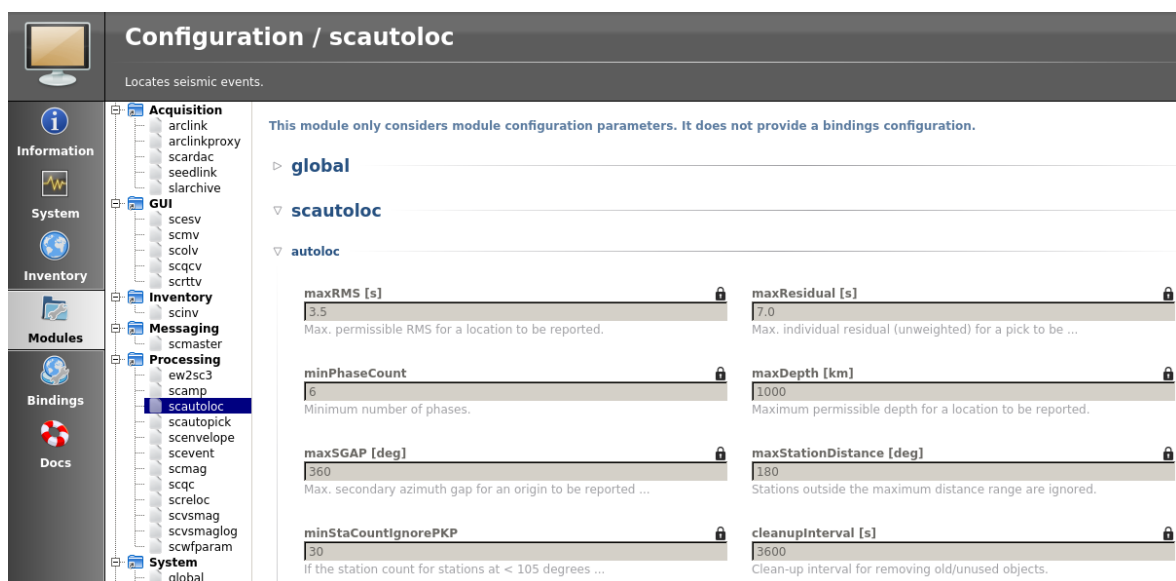 Configuration / scautoloc
Locates seismic events.
Information
System
Inventory
Modules
Bindings
Docs
Acquisition
arclink
arclinkproxy
scardac
seedlink
slarchive
GUI
scesv
scmv
scolv
scqcv
scrttv
Inventory
scinv
Messaging
scmaster
Processing
ew2sc3
scamp
scautoloc
scautopick
scenvelope
scevent
scmag
scqc
screloc
scvsmag
scvsmaglog
scwfparam
System
global
This module only considers module configuration parameters. It does not provide a bindings configuration.
global
scautoloc
autoloc
maxRMS [s]
3.5
Max. permissible RMS for a location to be reported.
maxResidual [s]
7.0
Max. individual residual (unweighted) for a pick to be ...
minPhaseCount
6
Minimum number of phases.
maxDepth [km]
1000
Maximum permissible depth for a location to be reported.
maxSGAP [deg]
360
Max. secondary azimuth gap for an origin to be reported ...
maxStationDistance [deg]
180
Stations outside the maximum distance range are ignored.
minStaCountIgnorePKP
30
If the station count for stations at < 105 degrees ...
cleanupInterval [s]
3600
Clean-up interval for removing old/unused objects.